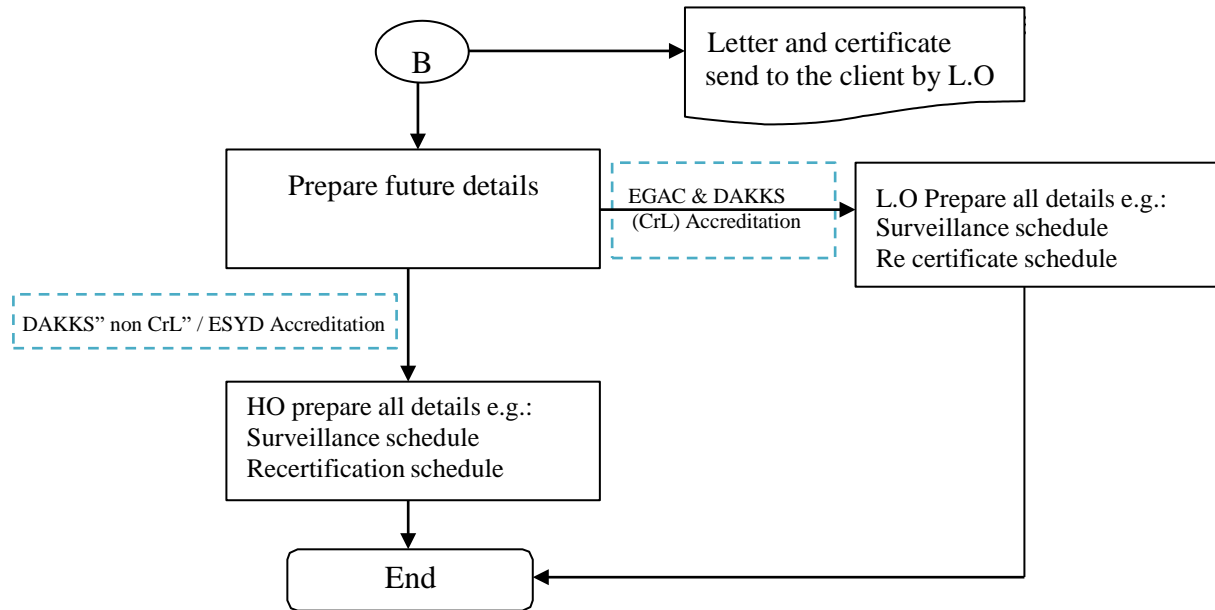 B
Letter and certificate
send to the client by L.O
Prepare future details
EGAC & DAKKS
(CrL) Accreditation
L.O Prepare all details e.g.:
Surveillance schedule
Re certificate schedule
DAKKS” non CrL” / ESYD Accreditation
HO prepare all details e.g.:
Surveillance schedule
Recertification schedule
End